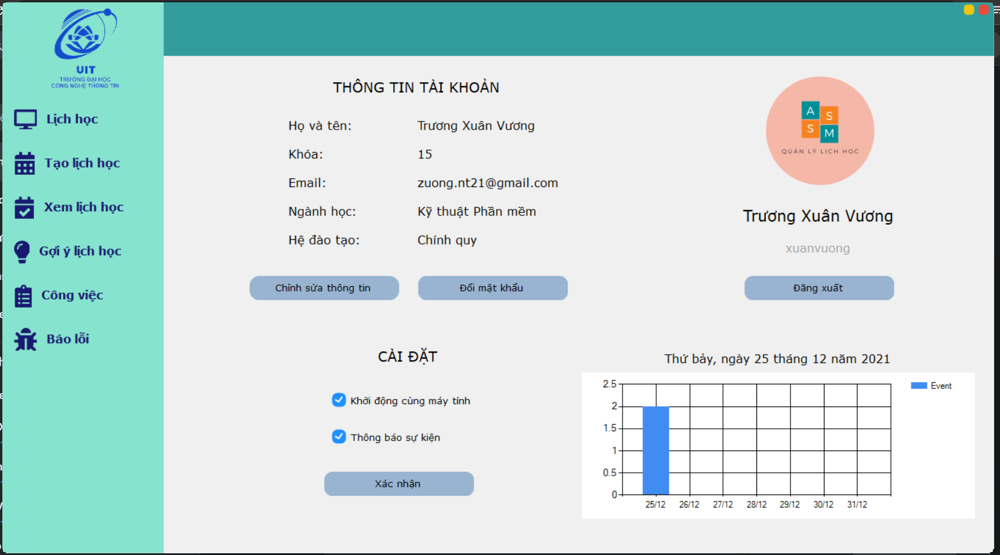 UIT
TRƯỜNG ĐẠI HỌC
CÔNG NGHỆ THÔNG TIN
Lịch học
Tạo lịch học
Xem lịch học
Gợi ý lịch học
Công việc
Báo lỗi
THÔNG TIN TÀI KHOẢN
Họ và tên: Trương Xuân Vương
Khóa: 15
Email: zuong.nt21@gmail.com
Ngành học: Kỹ thuật Phần mềm
Hệ đào tạo: Chính quy
Chỉnh sửa thông tin
Đổi mật khẩu
A S
S M
QUẢN LÝ LỊCH HỌC
Trương Xuân Vương
xuanvuong
Đăng xuất
CÀI ĐẶT
Khởi động cùng máy tính
Thông báo sự kiện
Xác nhận
Thứ bảy, ngày 25 tháng 12 năm 2021
Event
2.5
2
1.5
1
0.5
0
25/12 26/12 27/12 28/12 29/12 30/12 31/12